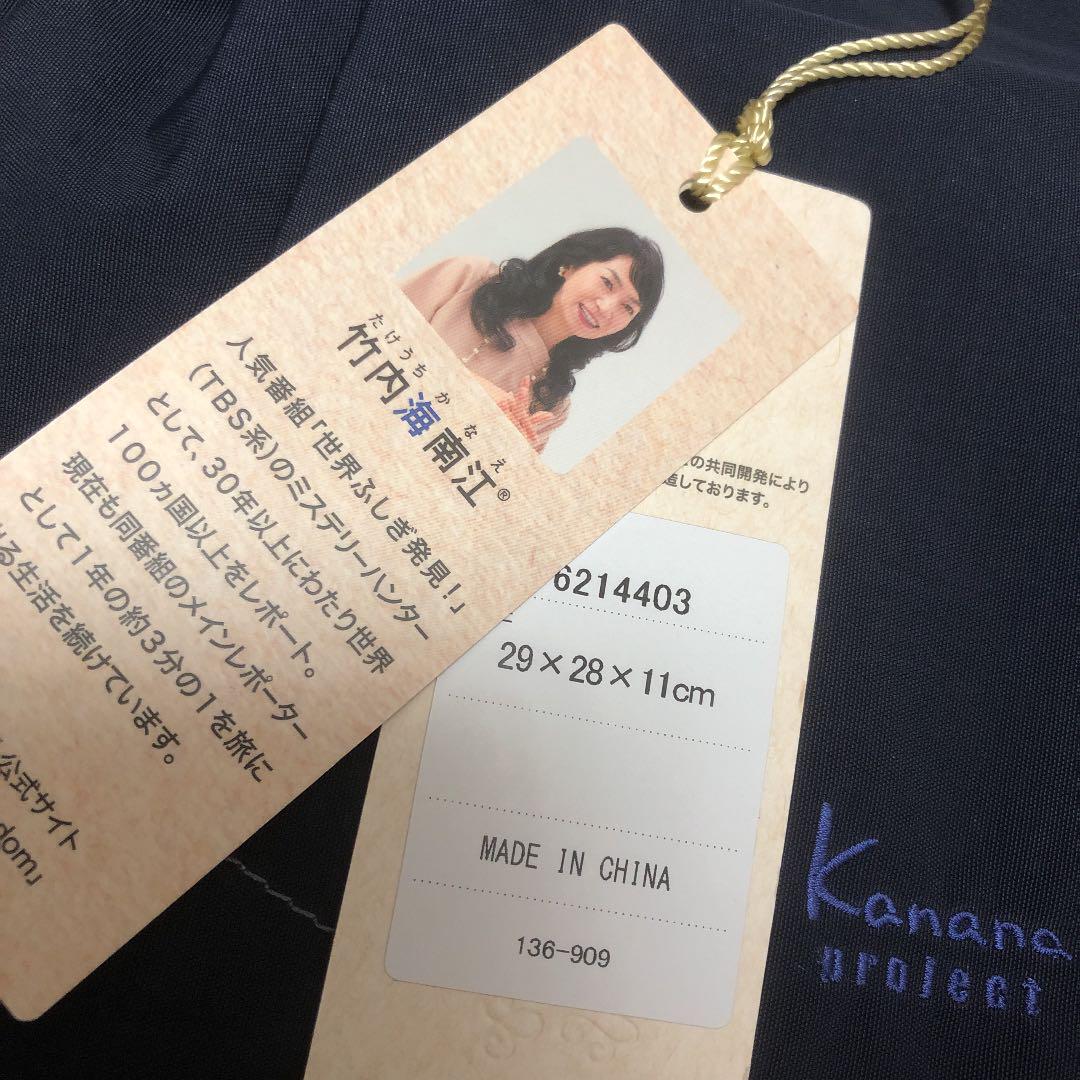 たけうち かなえ
竹内海南江®
人気番組「世界ふしぎ発見!」
(TBS系)のミステリーハンター
として、30年以上にわたり世界
100カ国以上をレポート。
現在も同番組のメインレポーター
として1年の約3分の1を旅に
る生活を続けています。
公式サイト
dom」
の共同開発により
造しております。
6214403
29×28×11cm
MADE IN CHINA
136-909
Kanana
project